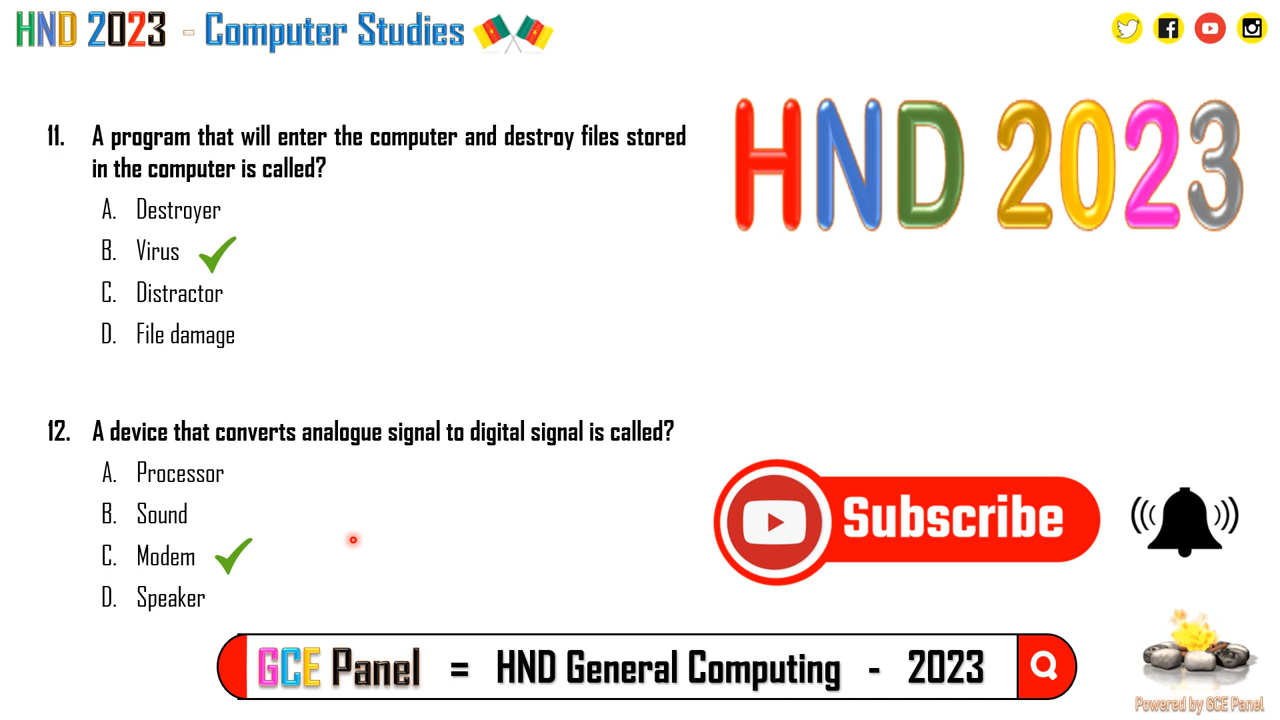 HND 2023 - Computer Studies
HND 2023
11. A program that will enter the computer and destroy files stored
in the computer is called?
A. Destroyer
B. Virus
C. Distractor
D. File damage
12. A device that converts analogue signal to digital signal is called?
A. Processor
B. Sound
C. Modem
D. Speaker
Subscribe
GCE Panel = HND General Computing - 2023
Powered by GCE Panel